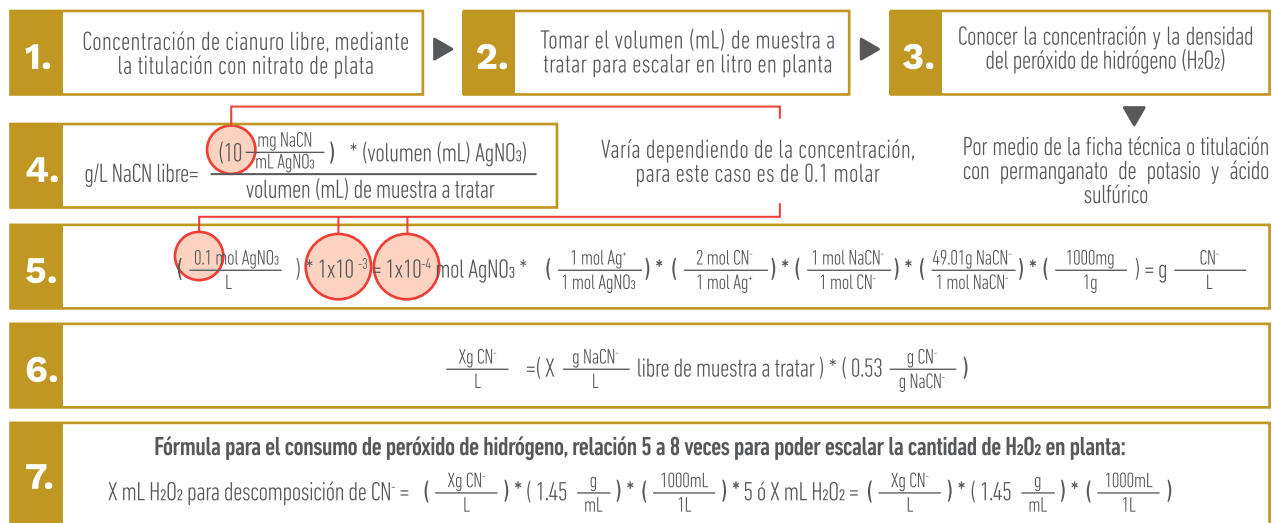 1.
Concentración de cianuro libre, mediante
la titulación con nitrato de plata
2.
Tomar el volumen (mL) de muestra a
tratar para escalar en litro en planta
3.
Conocer la concentración y la densidad
del peróxido de hidrógeno (H₂O₂)
Por medio de la ficha técnica o titulación
con permanganato de potasio y ácido
sulfúrico
4.
g/L NaCN libre= (10 mg NaCN / mL AgNO₃ ) * (volumen (mL) AgNO₃)
volumen (mL) de muestra a tratar
Varía dependiendo de la concentración,
para este caso es de 0.1 molar
5.
( 0.1 mol AgNO₃ / L ) * 1x10⁻³ = 1x10⁻⁴ mol AgNO₃ * ( 1 mol Ag⁺ / 1 mol AgNO₃ ) * ( 2 mol CN⁻ / 1 mol Ag⁺ ) * ( 1 mol NaCN⁻ / 1 mol CN⁻ ) * ( 49.01g NaCN⁻ / 1 mol NaCN⁻ ) * ( 1000mg / 1g ) = g CN⁻ / L
6.
Xg CN⁻ / L =( X g NaCN⁻ / L libre de muestra a tratar ) * ( 0.53 g CN⁻ / g NaCN⁻ )
7.
Fórmula para el consumo de peróxido de hidrógeno, relación 5 a 8 veces para poder escalar la cantidad de H₂O₂ en planta:
X mL H₂O₂ para descomposición de CN⁻ = ( Xg CN⁻ / L ) * ( 1.45 g / mL ) * ( 1000mL / 1L ) * 5 ó X mL H₂O₂ = ( Xg CN⁻ / L ) * ( 1.45 g / mL ) * ( 1000mL / 1L )